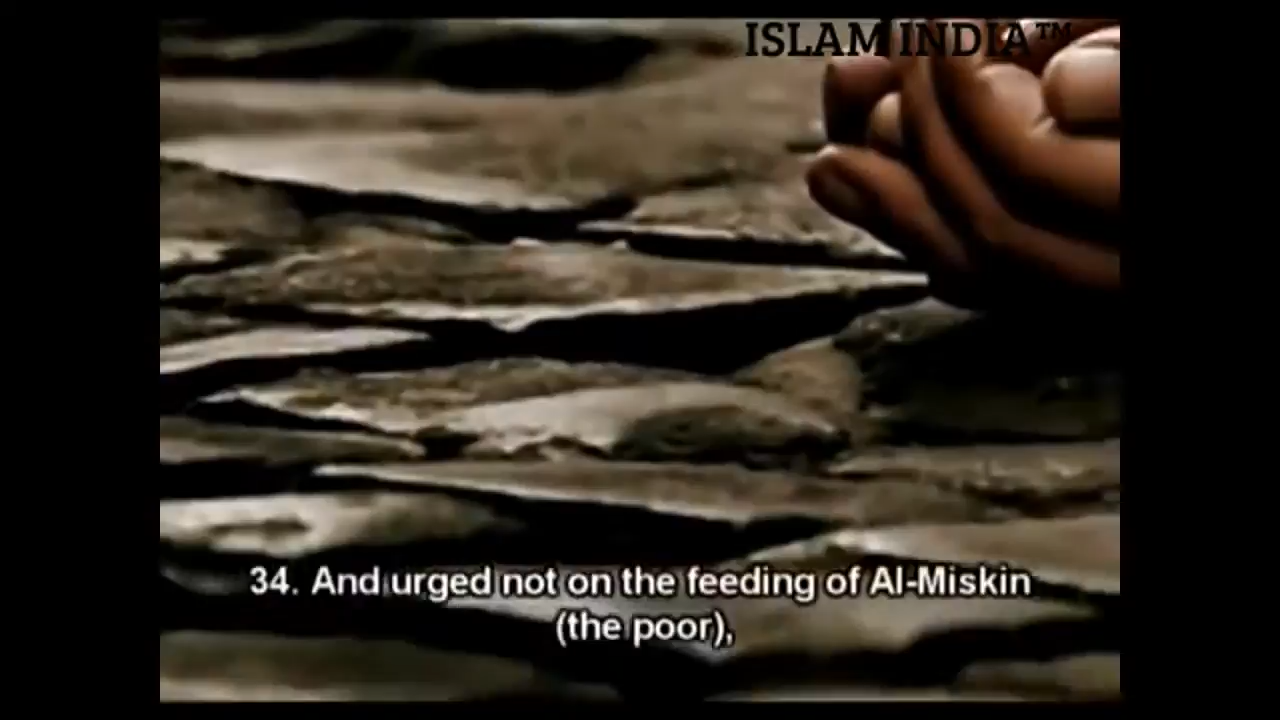 ISLAM INDIA™
34. And urged not on the feeding of Al-Miskin
(the poor),